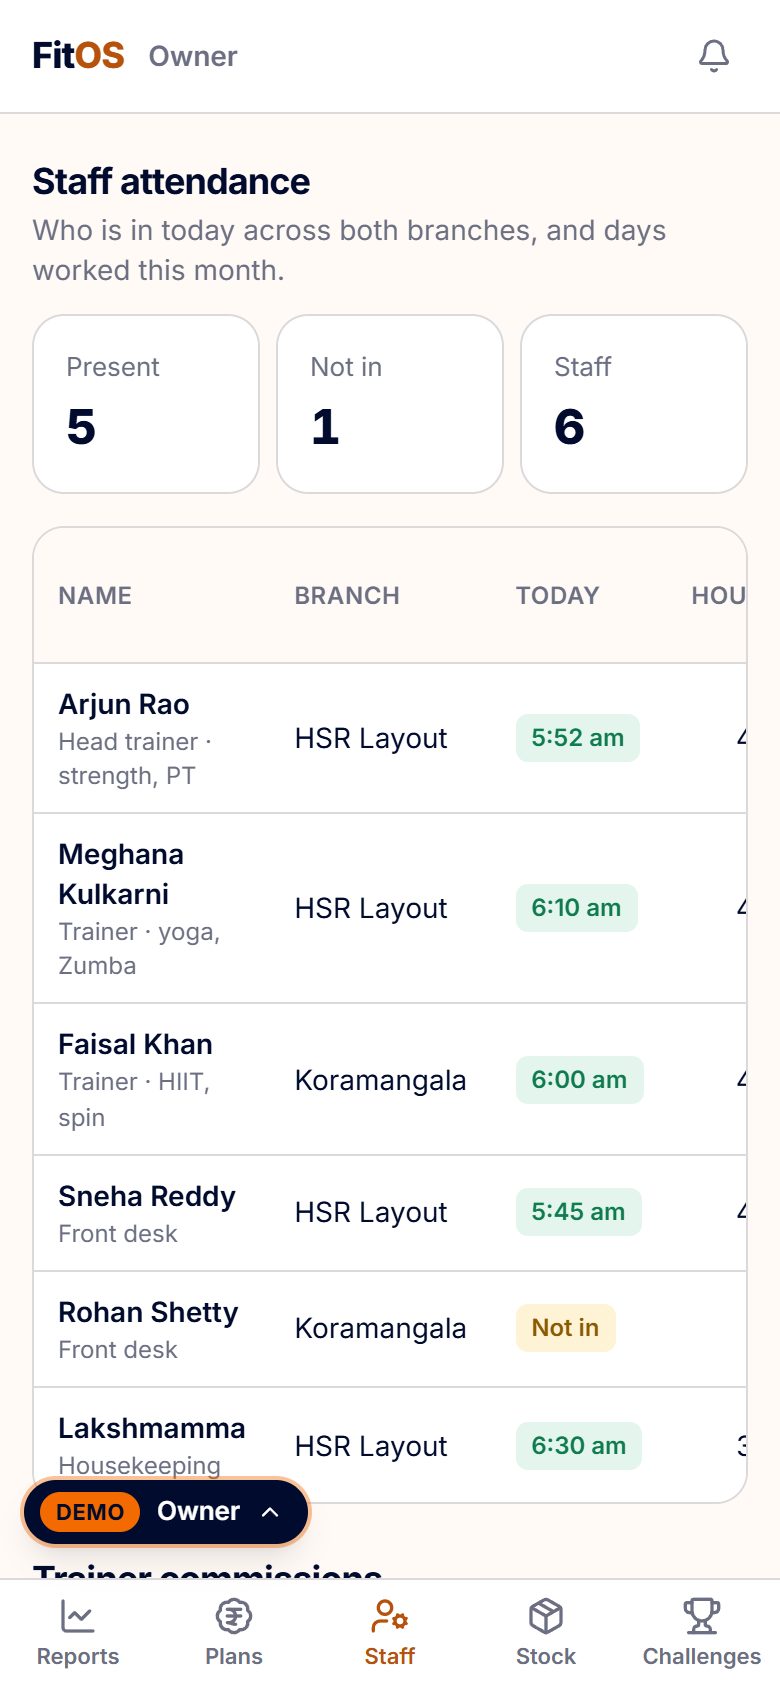 FitOS Owner
Staff attendance
Who is in today across both branches, and days
worked this month.
Present
5
Not in
1
Staff
6
NAME BRANCH TODAY HOU
Arjun Rao
Head trainer ·
strength, PT
HSR Layout
5:52 am
Meghana
Kulkarni
Trainer · yoga,
Zumba
HSR Layout
6:10 am
Faisal Khan
Trainer · HIIT,
spin
Koramangala
6:00 am
Sneha Reddy
Front desk
HSR Layout
5:45 am
Rohan Shetty
Front desk
Koramangala
Not in
Lakshmamma
Housekeeping
HSR Layout
6:30 am
DEMO Owner
Trainer commissions
Reports Plans Staff Stock Challenges